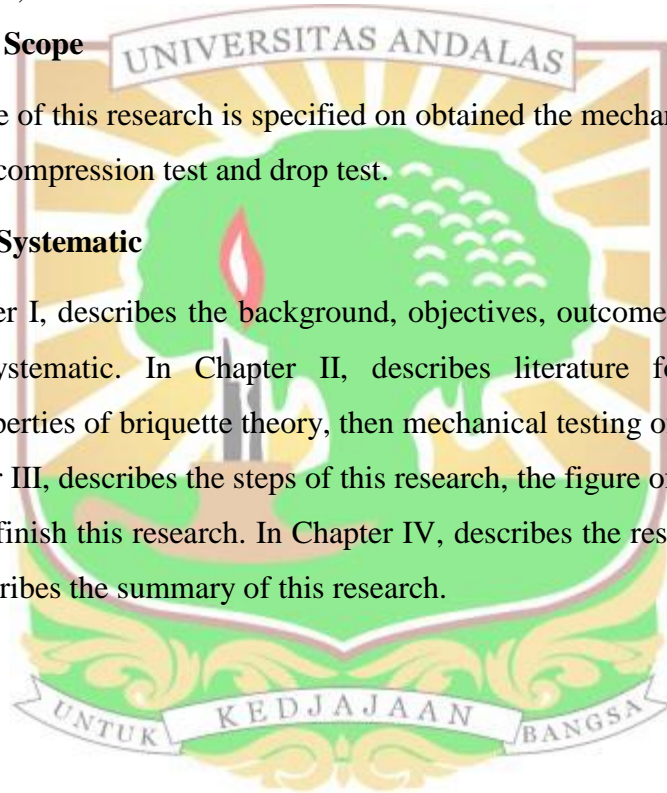 UNIVERSITAS ANDALAS
Scope
e of this research is specified on obtained the mechan
compression test and drop test.
Systematic
er I, describes the background, objectives, outcome
ystematic. In Chapter II, describes literature fo
perties of briquette theory, then mechanical testing o
r III, describes the steps of this research, the figure o
finish this research. In Chapter IV, describes the res
ribes the summary of this research.
UNTUK KEDJAJAAN BANGSA